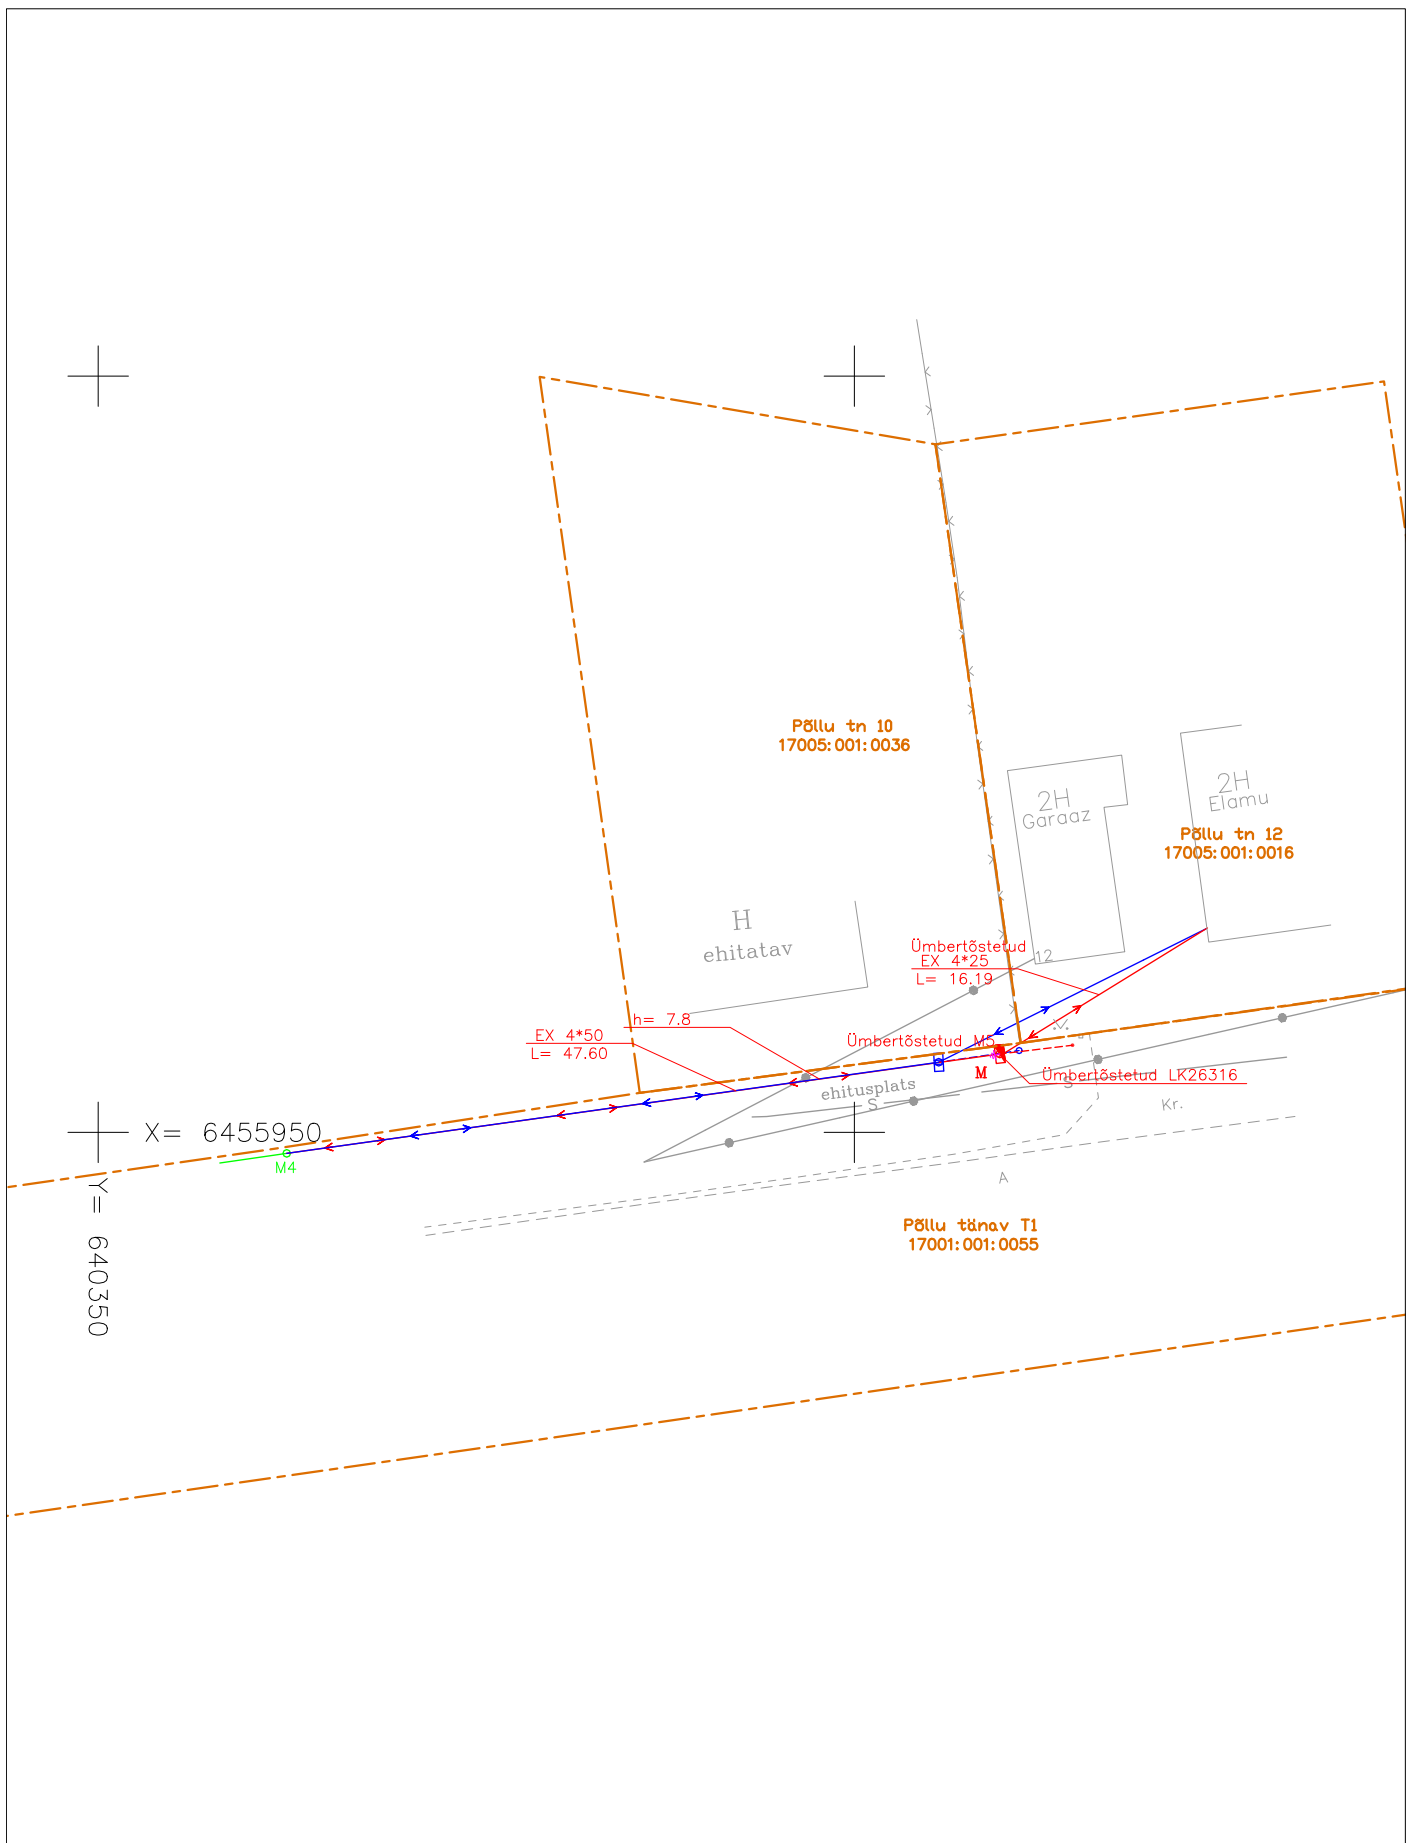 Põllu tn 10
17005:001:0036
2H
Garaaz
2H
Elamu
Põllu tn 12
17005:001:0016
H
ehitatav
Ümbertõstetud
EX 4*25
L= 16.19
12
h= 7.8
EX 4*50
L= 47.60
Ümbertõstetud M5
M
Ümbertõstetud LK26316
ehitusplats
S
S
Kr.
X= 6455950
M4
Y= 640350
A
Põllu tänav T1
17001:001:0055